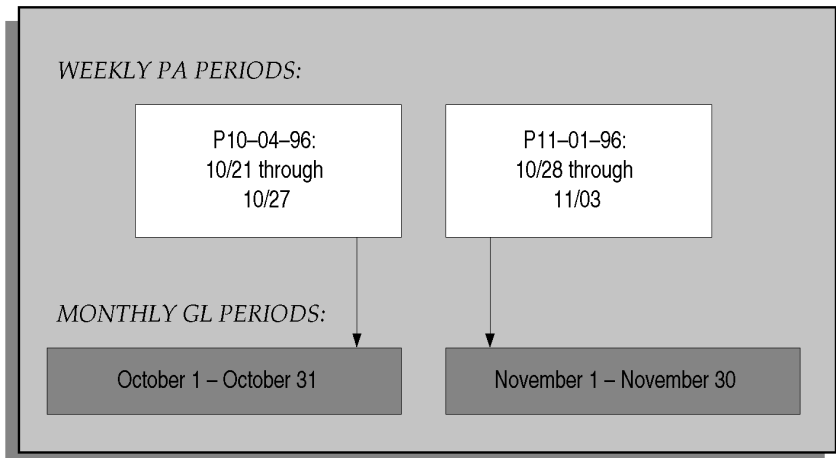 WEEKLY PA PERIODS:
P10–04–96:
10/21 through
10/27
P11–01–96:
10/28 through
11/03
MONTHLY GL PERIODS:
October 1 – October 31
November 1 – November 30